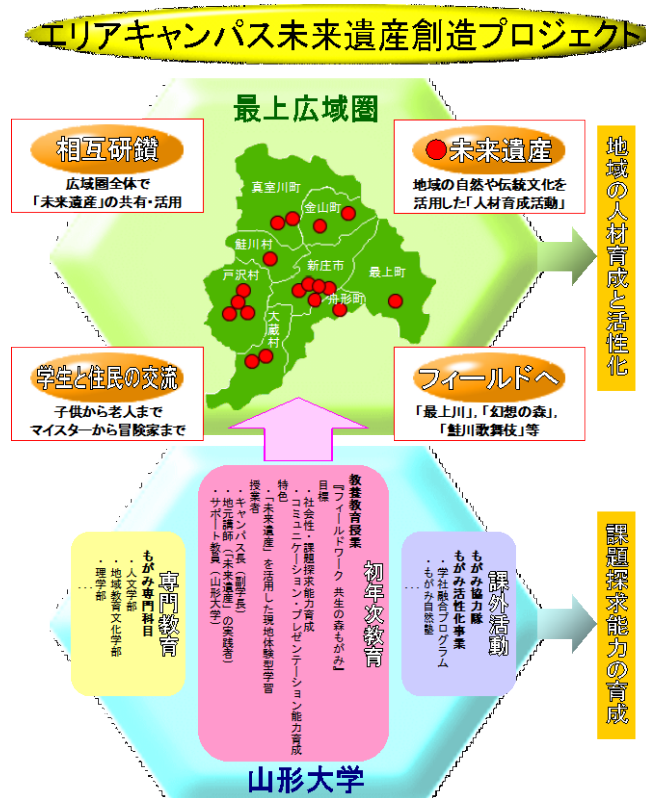 エリアキャンパス未来遺産創造プロジェクト
最上広域圏
相互研鑽
広域圏全体で
「未来遺産」の共有・活用
未来遺産
地域の自然や伝統文化を
活用した「人材育成活動」
真室川町
金山町
鮭川村
新庄市
最上町
戸沢村
舟形町
大蔵村
地域の人材育成と活性化
学生と住民の交流
子供から老人まで
マイスターから冒険家まで
フィールドへ
「最上川」,「幻想の森」,
「鮭川歌舞伎」等
専門教育
もがみ専門科目
・人文学部
・地域教育文化学部
・理学部
…
初年次教育
教養教育授業
『フィールドワーク 共生の森もがみ』
目標
・社会性・課題探求能力育成
・コミュニケーション・プレゼンテーション能力育成
特色
・「未来遺産」を活用した現地体験型学習
授業者
・キャンパス長（副学長）
・地元講師（「未来遺産」の実践者）
・サポート教員（山形大学）
課外活動
もがみ協力隊
もがみ活性化事業
・学社融合プログラム
・もがみ自然塾
…
課題探求能力の育成
山形大学